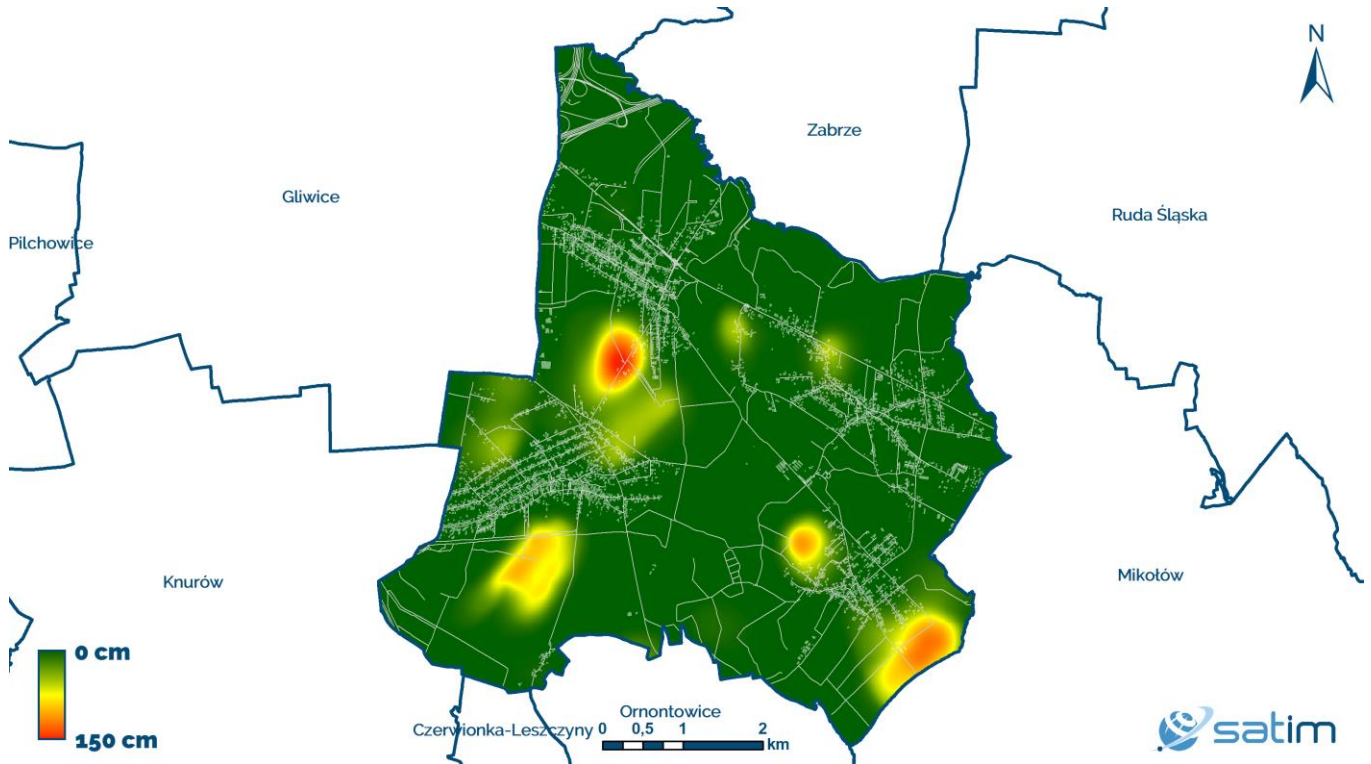 N
Zabrze
Gliwice
Ruda Śląska
Pilchowice
Knurów
Mikołów
0 cm
150 cm
Ornontowice
Czerwionka-Leszczyny
0 0,5 1 2
km
satim